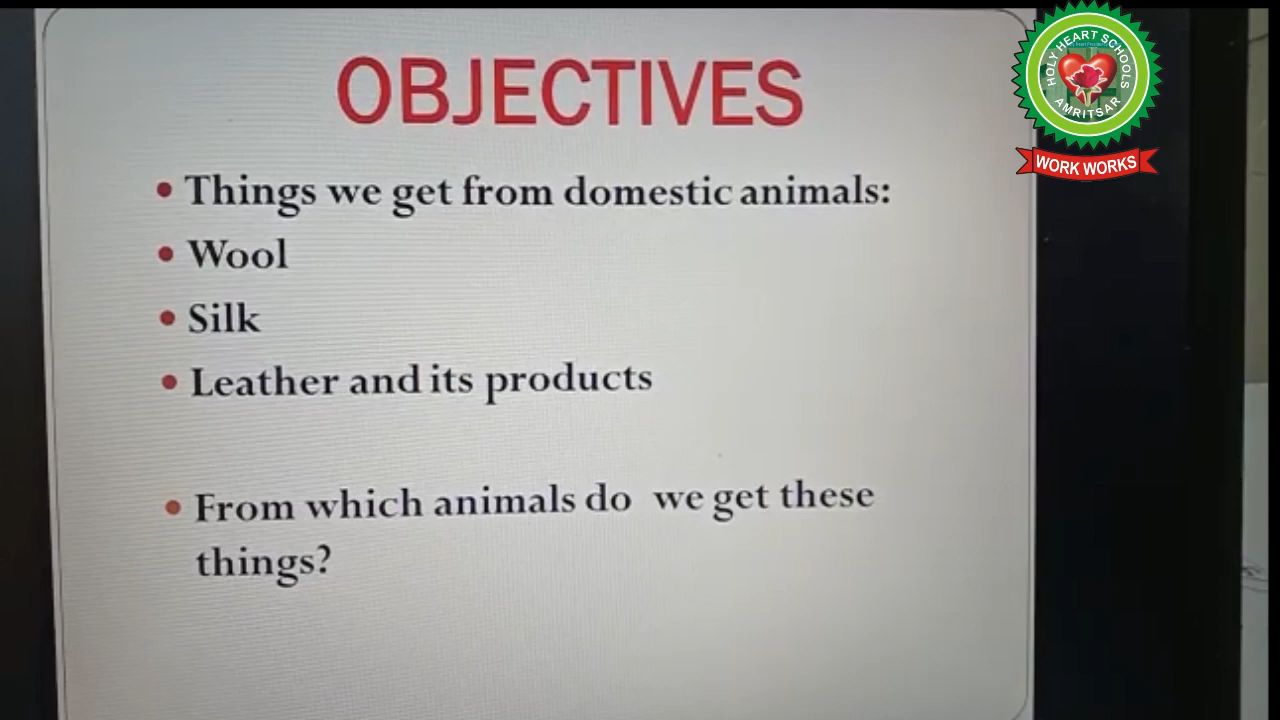 OBJECTIVES
• Things we get from domestic animals:
• Wool
• Silk
• Leather and its products
• From which animals do we get these
things?
HOLY HEART SCHOOLS
AMRITSAR
WORK WORKS